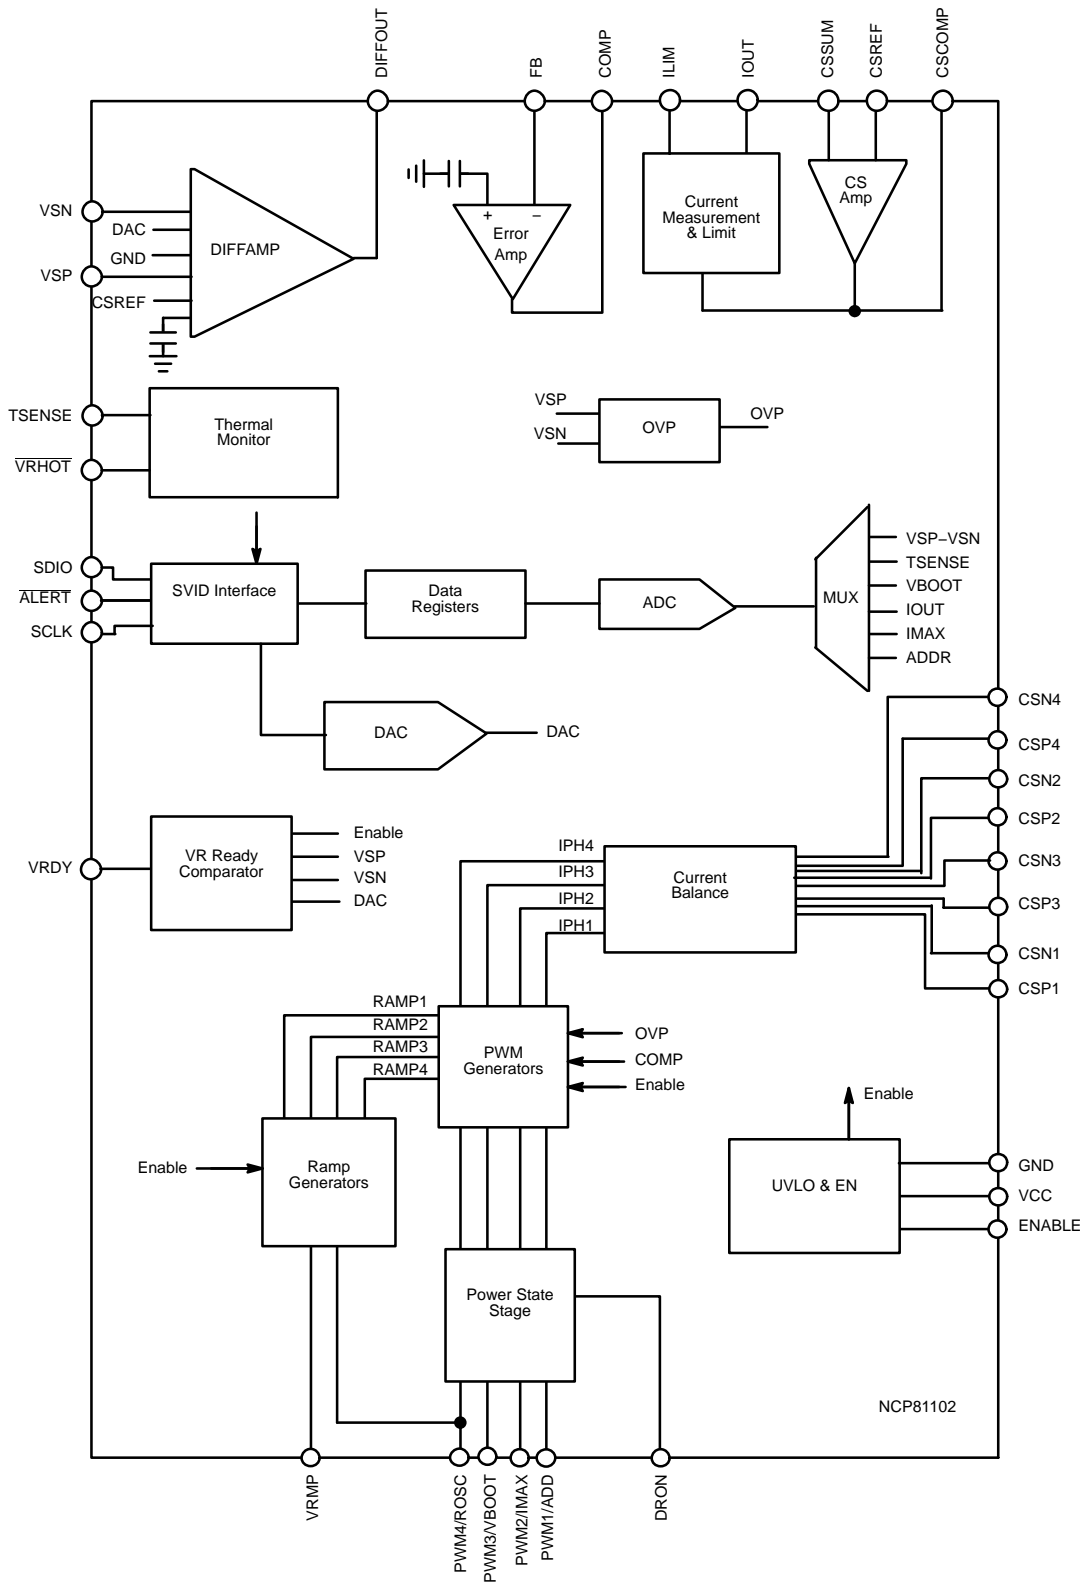 DIFFOUT
FB
COMP
ILIM
IOUT
CSSUM
CSREF
CSCOMP
VSN
DAC
GND
VSP
CSREF
DIFFAMP
+
−
Error
Amp
Current
Measurement
& Limit
CS
Amp
TSENSE
VRHOT
Thermal
Monitor
VSP
VSN
OVP
OVP
SDIO
ALERT
SCLK
SVID Interface
Data
Registers
ADC
MUX
VSP−VSN
TSENSE
VBOOT
IOUT
IMAX
ADDR
DAC
DAC
CSN4
CSP4
CSN2
CSP2
CSN3
CSP3
CSN1
CSP1
VRDY
VR Ready
Comparator
Enable
VSP
VSN
DAC
IPH4
IPH3
IPH2
IPH1
Current
Balance
RAMP1
RAMP2
RAMP3
RAMP4
PWM
Generators
OVP
COMP
Enable
Enable
Ramp
Generators
Enable
UVLO & EN
GND
VCC
ENABLE
Power State
Stage
NCP81102
VRMP
PWM4/ROSC
PWM3/VBOOT
PWM2/IMAX
PWM1/ADD
DRON